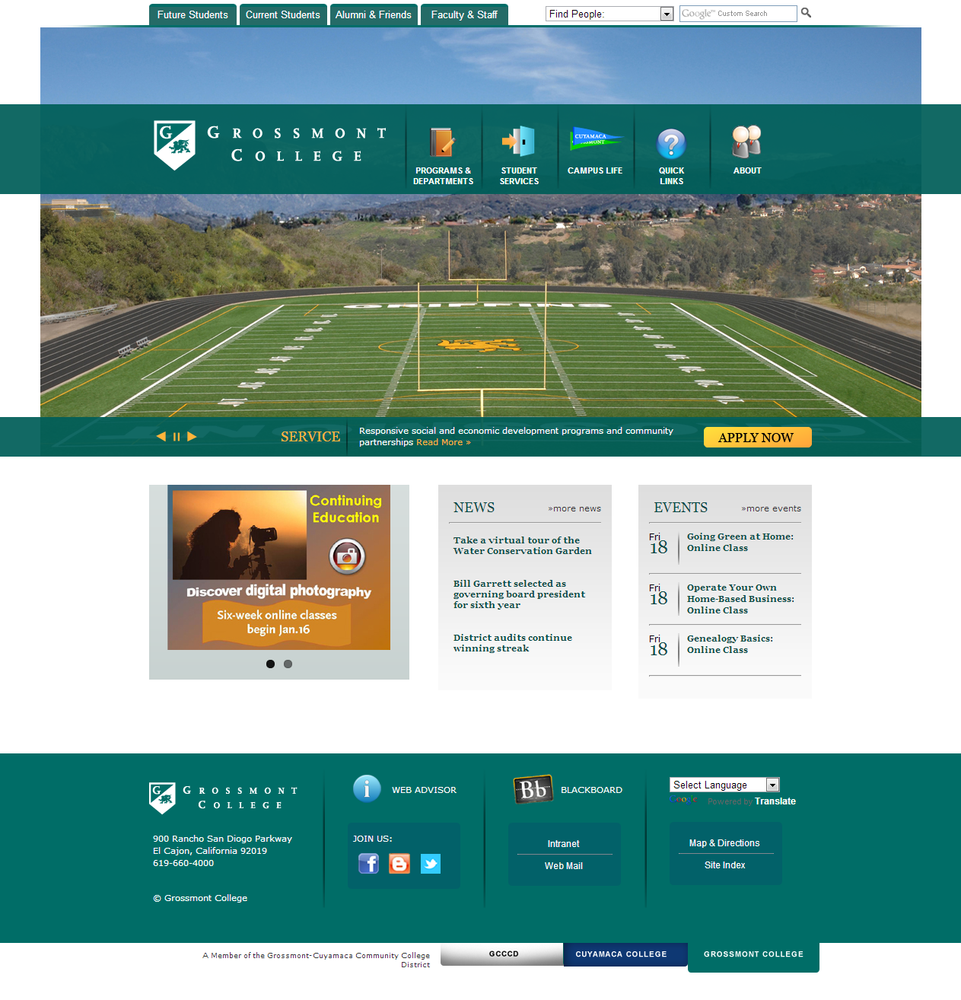 Future Students
Current Students
Alumni & Friends
Faculty & Staff
Find People:
Google™ Custom Search
GROSSMONT
COLLEGE
PROGRAMS &
DEPARTMENTS
STUDENT
SERVICES
CUYAMACA
CAMPUS LIFE
QUICK
LINKS
ABOUT
GRIFFINS
SERVICE
Responsive social and economic development programs and community
partnerships Read More »
APPLY NOW
Continuing
Education
Discover digital photography
Six-week online classes
begin Jan.16
NEWS
»more news
Take a virtual tour of the
Water Conservation Garden
Bill Garrett selected as
governing board president
for sixth year
District audits continue
winning streak
EVENTS
»more events
Fri
18
Going Green at Home:
Online Class
Fri
18
Operate Your Own
Home-Based Business:
Online Class
Fri
18
Genealogy Basics:
Online Class
G
GROSSMONT
COLLEGE
900 Rancho San Diogo Parkway
El Cajon, California 92019
619-660-4000
© Grossmont College
WEB ADVISOR
JOIN US:
Bb
BLACKBOARD
Intranet
Web Mail
Select Language
Google Powered by Translate
Map & Directions
Site Index
A Member of the Grossmont-Cuyamaca Community College
District
GCCCD
CUYAMACA COLLEGE
GROSSMONT COLLEGE